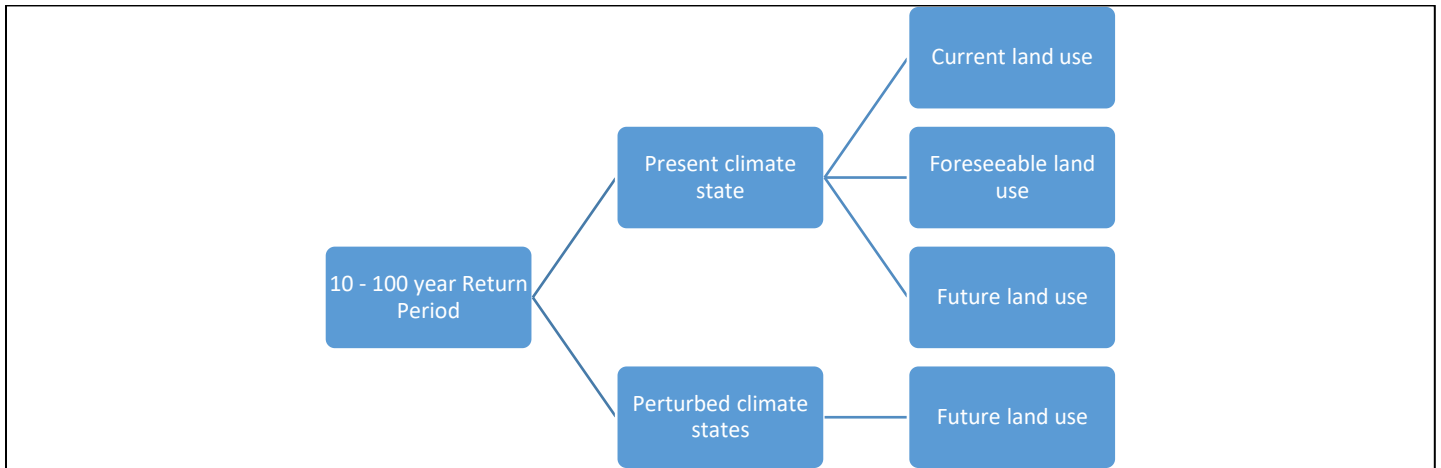 10 - 100 year Return
Period
Present climate
state
Current land use
Foreseeable land
use
Future land use
Perturbed climate
states
Future land use